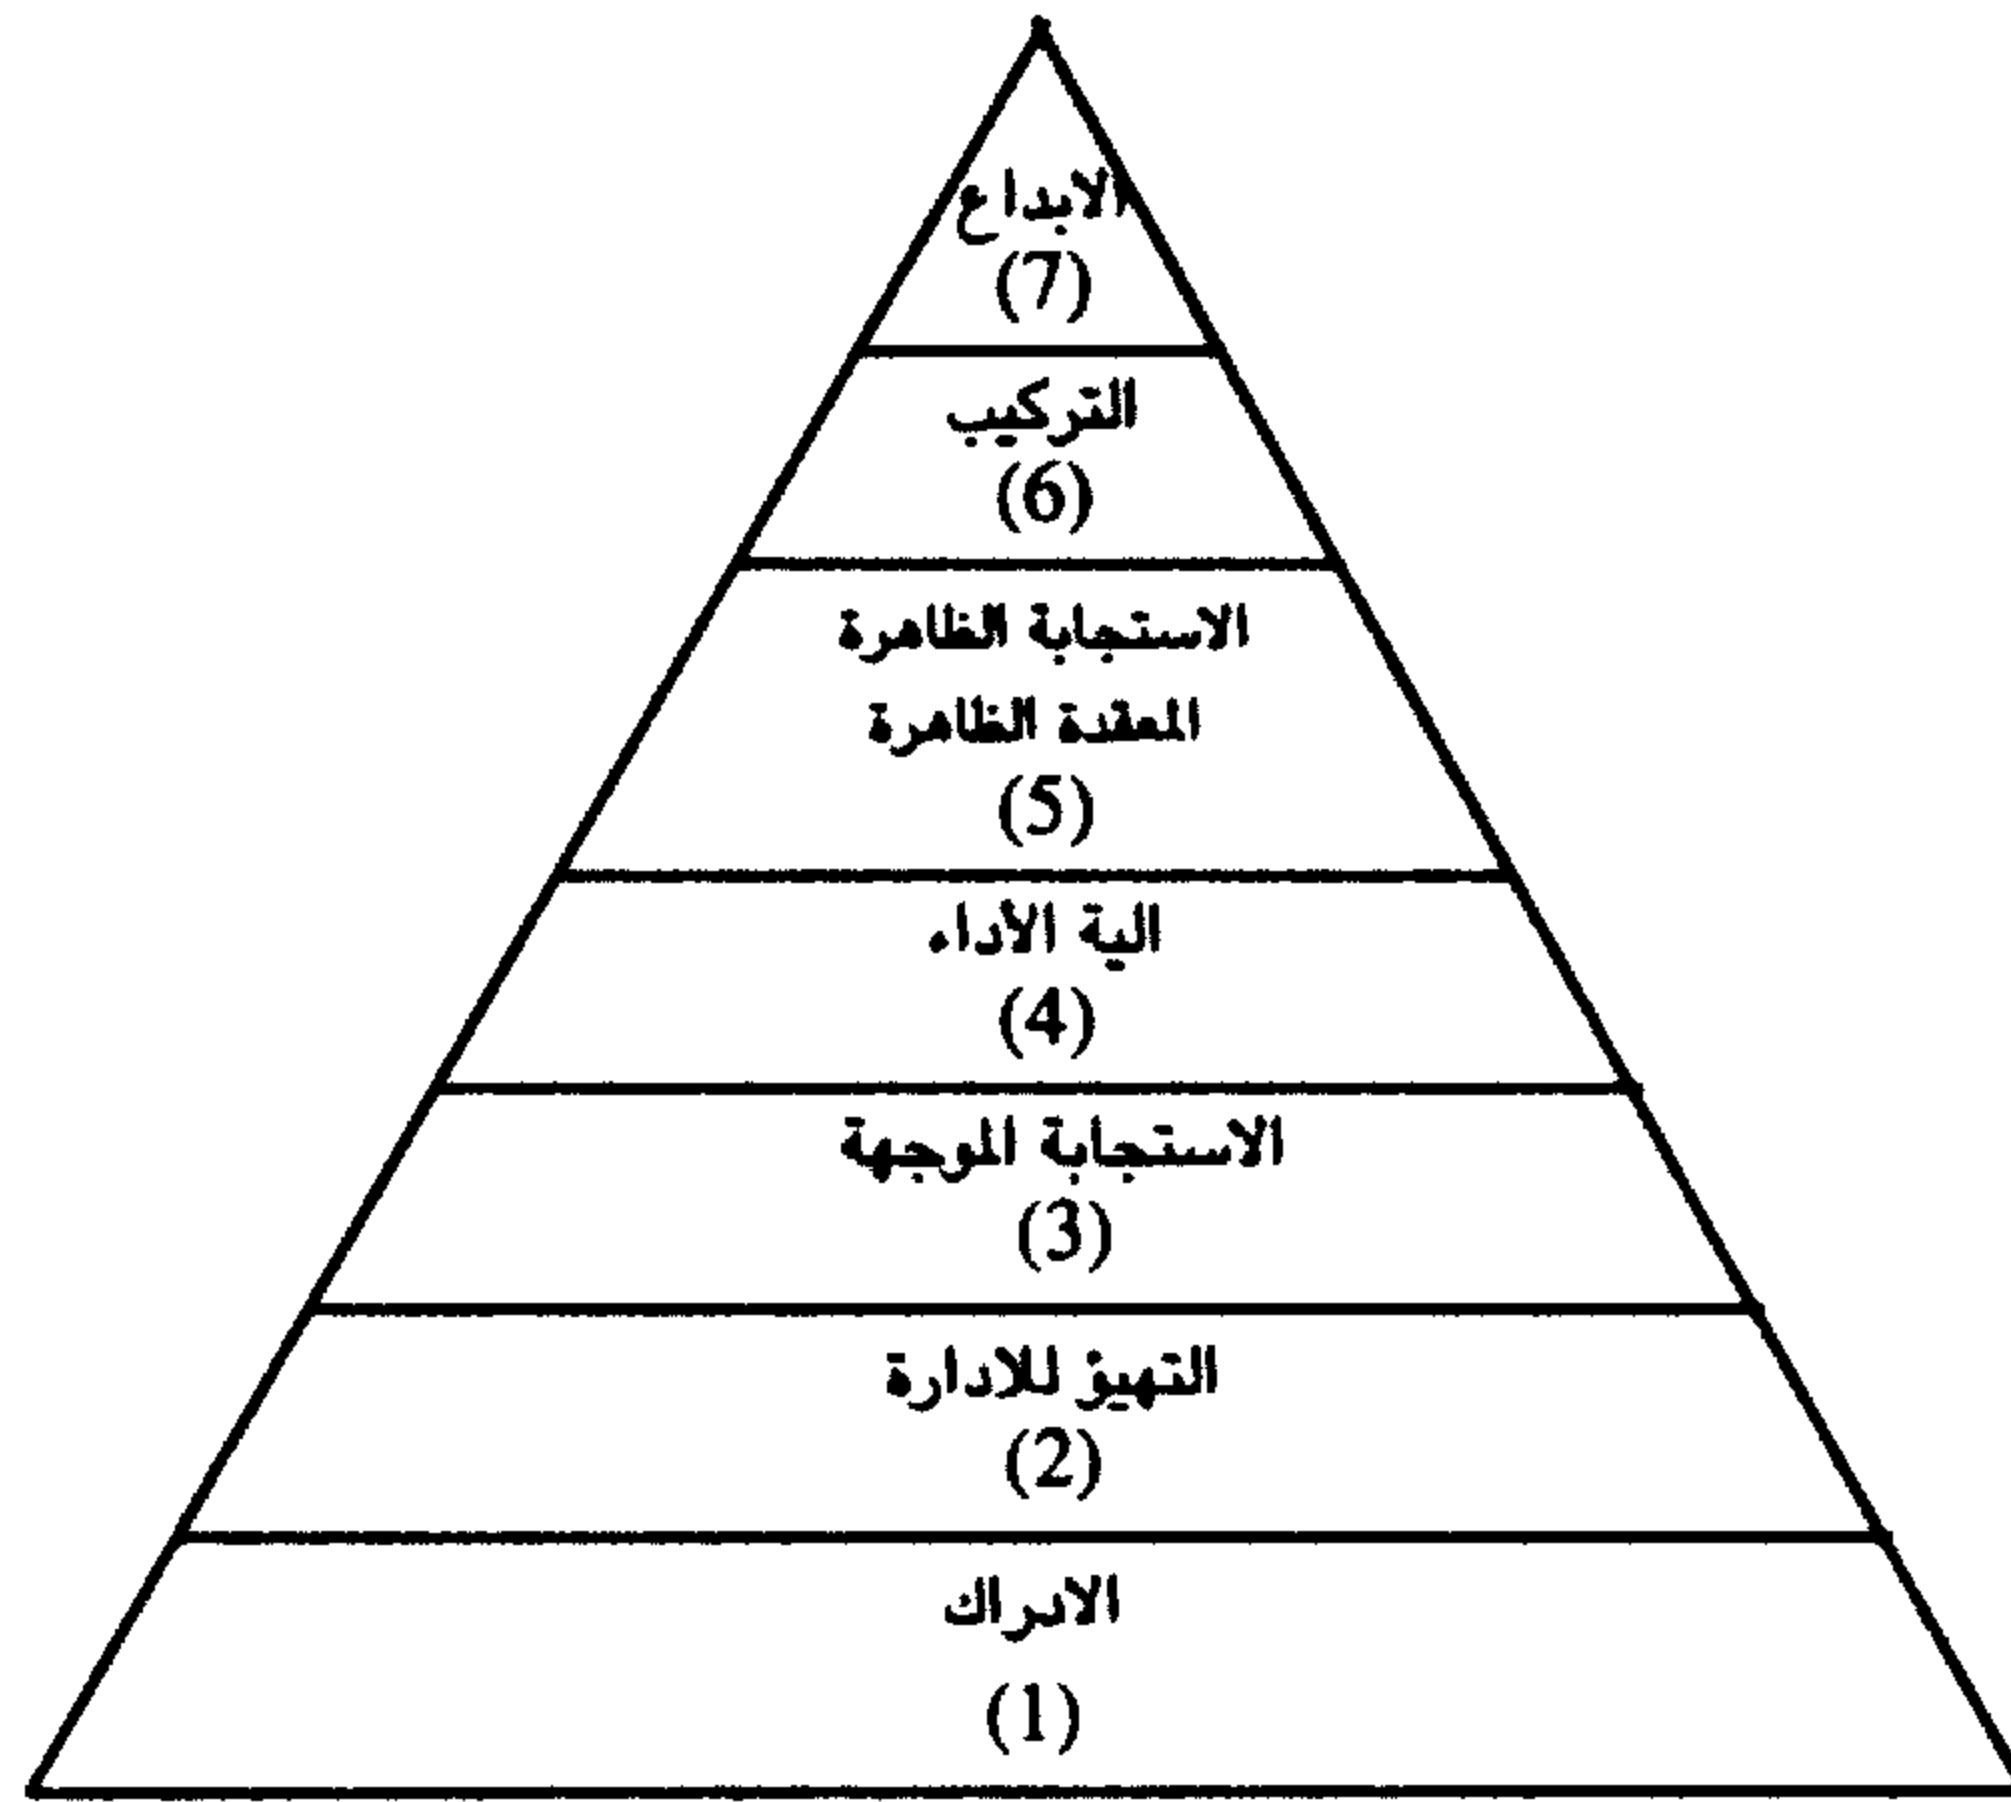 الابداع
(7)
التركيب
(6)
الاستجابة الظاهرة
المعقدة الظاهرة
(5)
الية الاداء
(4)
الاستجابة الموجهة
(3)
التهيؤ للادارة
(2)
الادراك
(1)